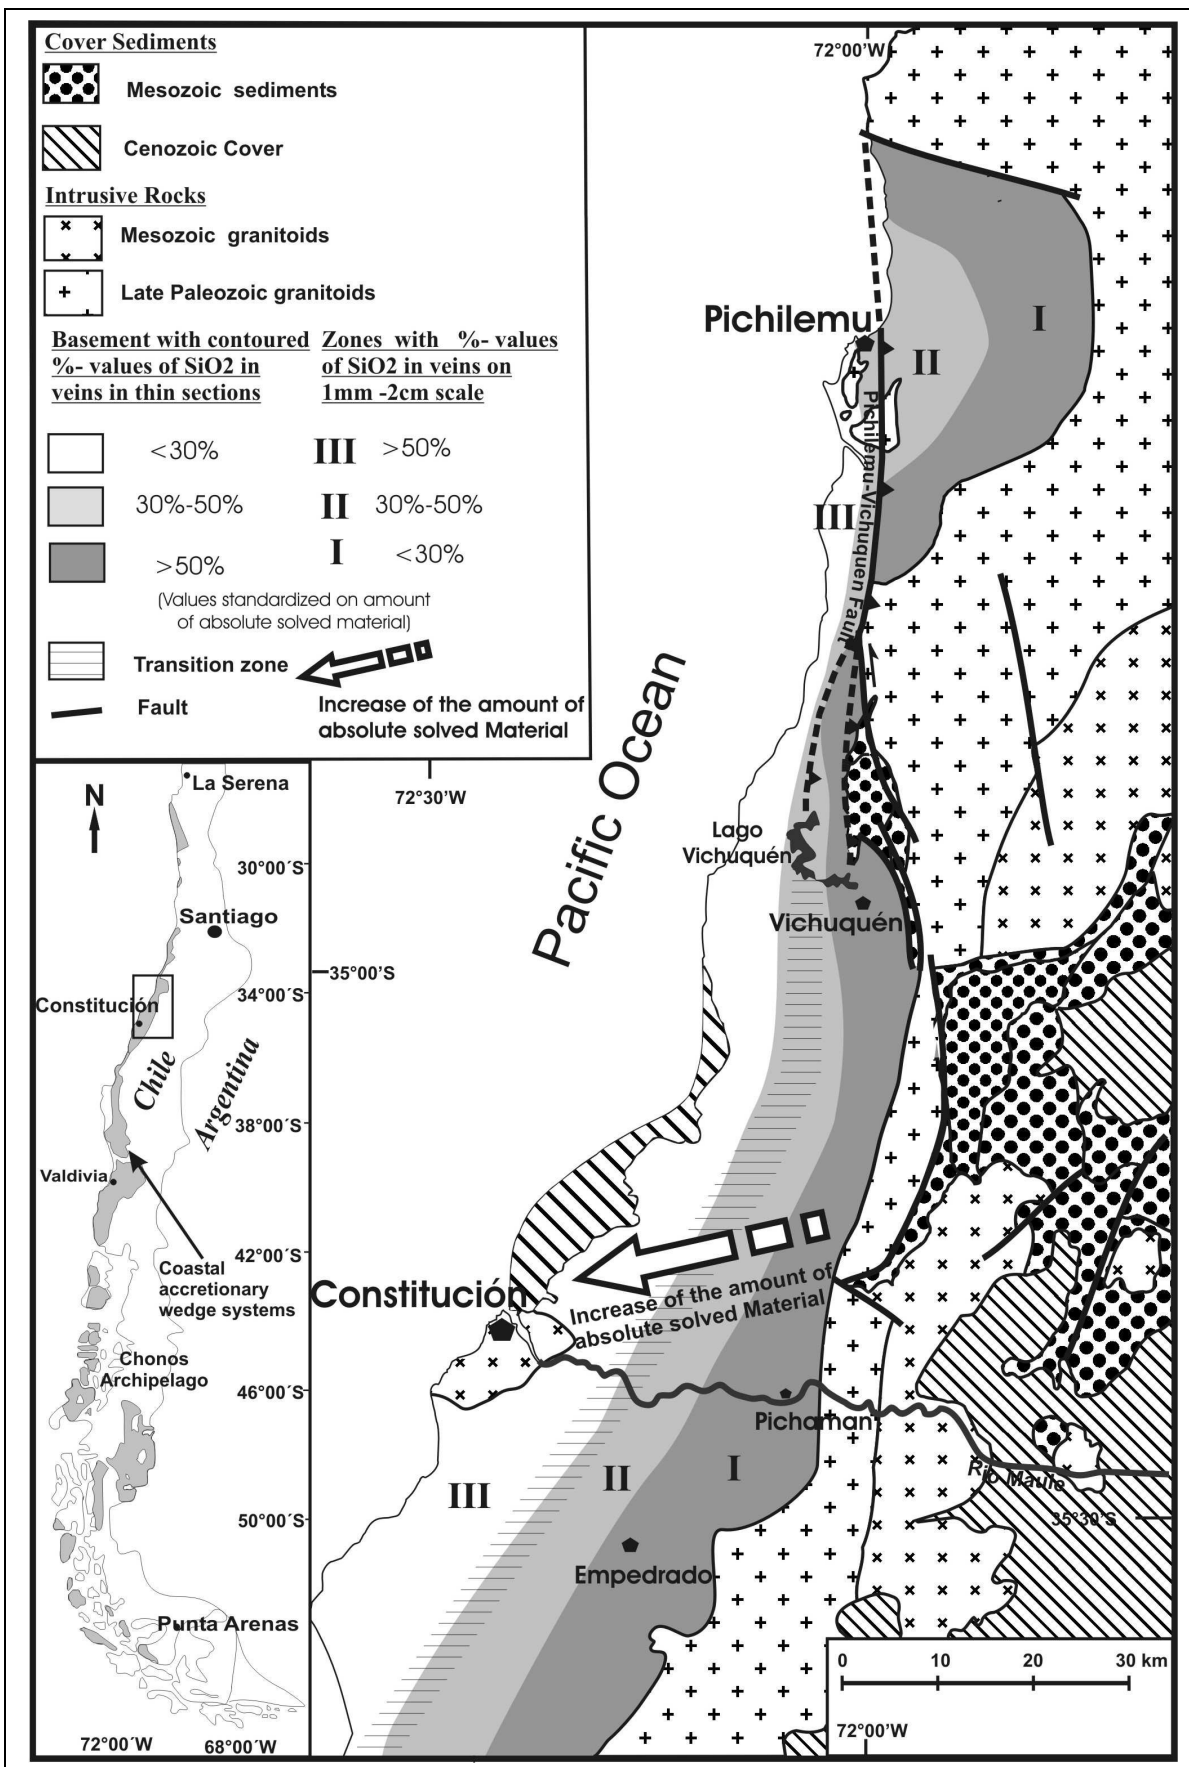 Cover Sediments
Mesozoic sediments
Cenozoic Cover
Intrusive Rocks
Mesozoic granitoids
Late Paleozoic granitoids
Basement with contoured
%- values of SiO2 in
veins in thin sections
Zones with %- values
of SiO2 in veins on
1mm -2cm scale
<30%
III >50%
30%-50%
II 30%-50%
>50%
I <30%
(Values standardized on amount
of absolute solved material)
Transition zone
Fault
Increase of the amount of
absolute solved Material
72°00'W
Pichilemu
I
II
III
Pichilemu-Vichuquen Fault
Pacific Ocean
72°30'W
Lago
Vichuquén
Vichuquén
35°00'S
Constitución
Increase of the amount of
absolute solved Material
Pichaman
Rio Maule
35°30'S
III
II
I
Empedrado
0 10 20 30 km
72°00'W
N
La Serena
30°00´S
Santiago
34°00´S
Constitución
Chile
Argentina
38°00´S
Valdivia
42°00´S
Coastal
accretionary
wedge systems
Chonos
Archipelago
46°00´S
50°00´S
Punta Arenas
72°00´W
68°00´W